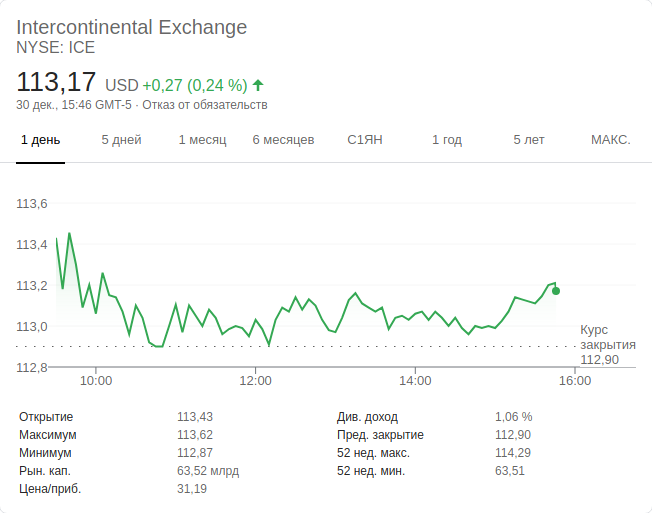 Intercontinental Exchange
NYSE: ICE
113,17 USD +0,27 (0,24 %)
30 дек., 15:46 GMT-5 · Отказ от обязательств
1 день 5 дней 1 месяц 6 месяцев С1ЯН 1 год 5 лет МАКС.
113,6
113,4
113,2
113,0
112,8
Курс
закрытия
112,90
10:00 12:00 14:00 16:00
Открытие 113,43 Див. доход 1,06 %
Максимум 113,62 Пред. закрытие 112,90
Минимум 112,87 52 нед. макс. 114,29
Рын. кап. 63,52 млрд 52 нед. мин. 63,51
Цена/приб. 31,19